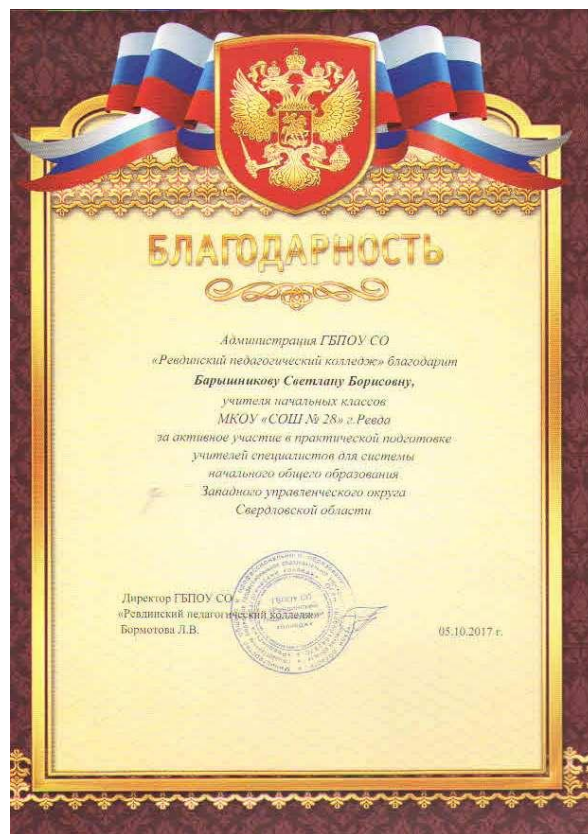 БЛАГОДАРНОСТЬ
Администрация ГБПОУ СО
«Ревдинский педагогический колледж» благодарит
Барышникову Светлану Борисовну,
учителя начальных классов
МКОУ «СОШ № 28» г.Ревда
за активное участие в практической подготовке
учителей специалистов для системы
начального общего образования
Западного управленческого округа
Свердловской области
Директор ГБПОУ СО
«Ревдинский педагогический колледж»
Бормотова Л.В.
05.10.2017 г.